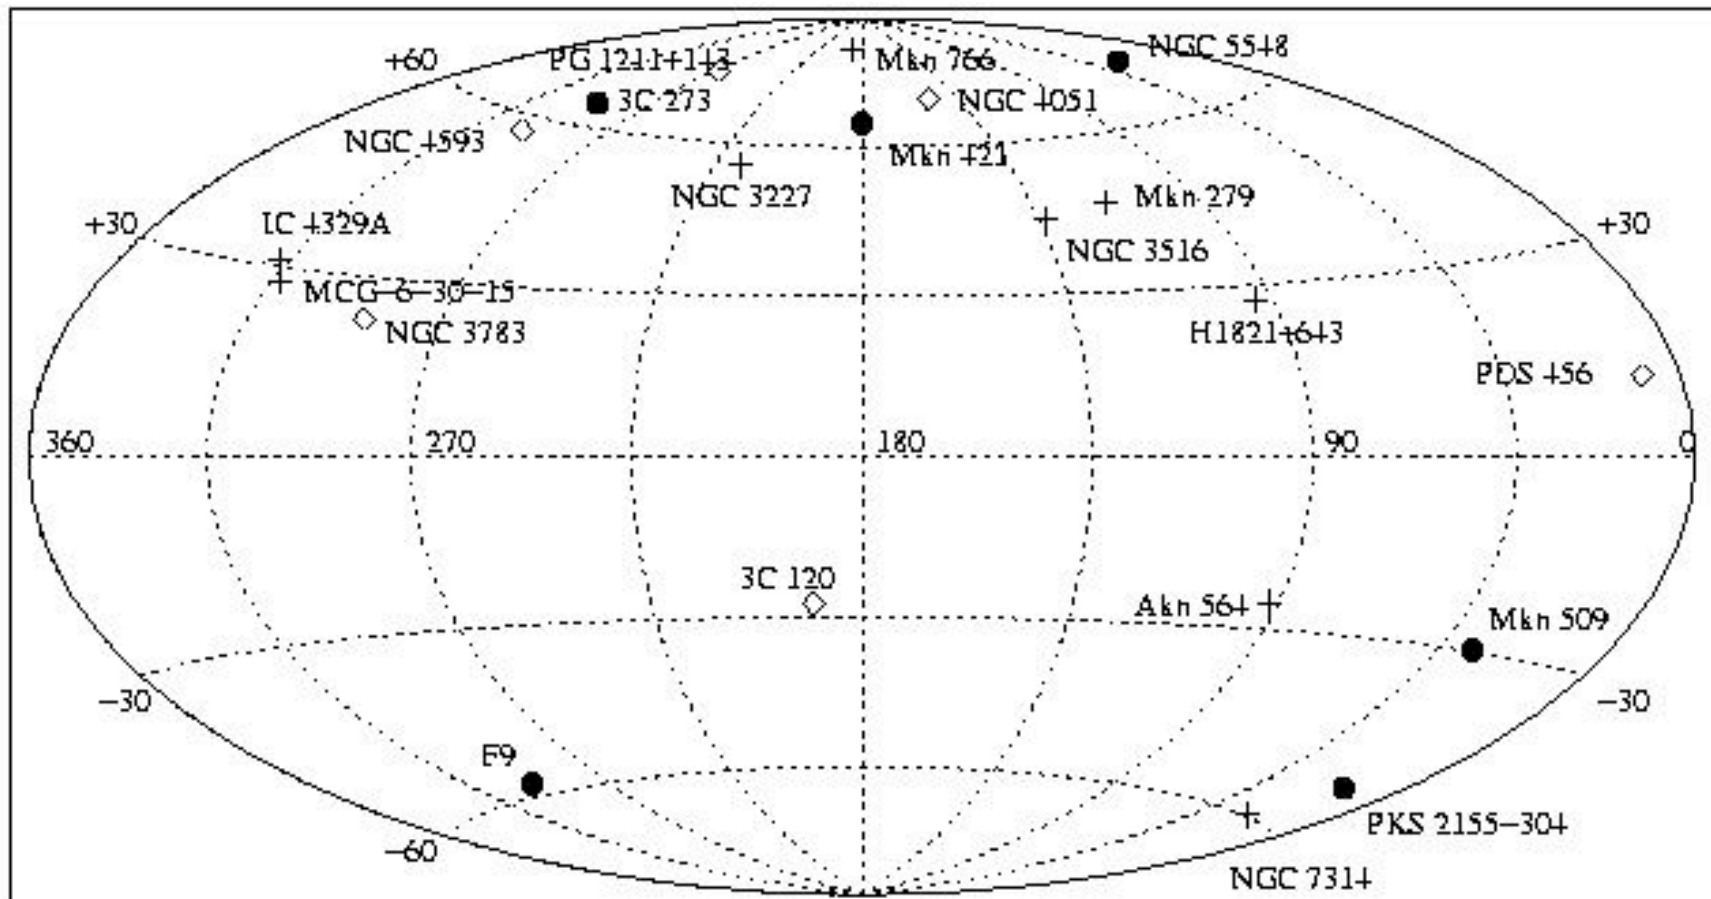 +60
PG 1211+143
Mkn 766
NGC 5548
3C 273
NGC 4051
NGC 4593
Mkn 421
NGC 3227
Mkn 279
+30
IC 4329A
NGC 3516
+30
MCG-6-30-15
NGC 3783
H1821+643
PDS 456
360
270
180
90
0
3C 120
Akn 564
Mkn 509
-30
-30
F9
-60
PKS 2155-304
NGC 7314